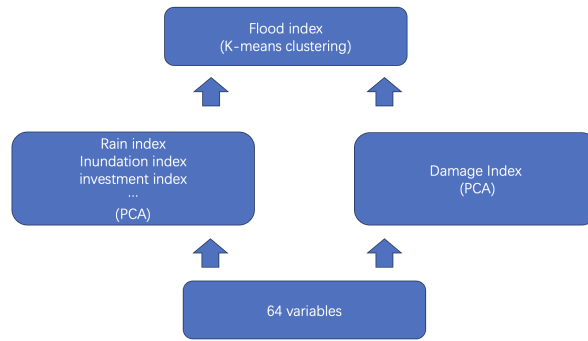 Flood index
(K-means clustering)
Rain index
Inundation index
investment index
...
(PCA)
Damage Index
(PCA)
64 variables